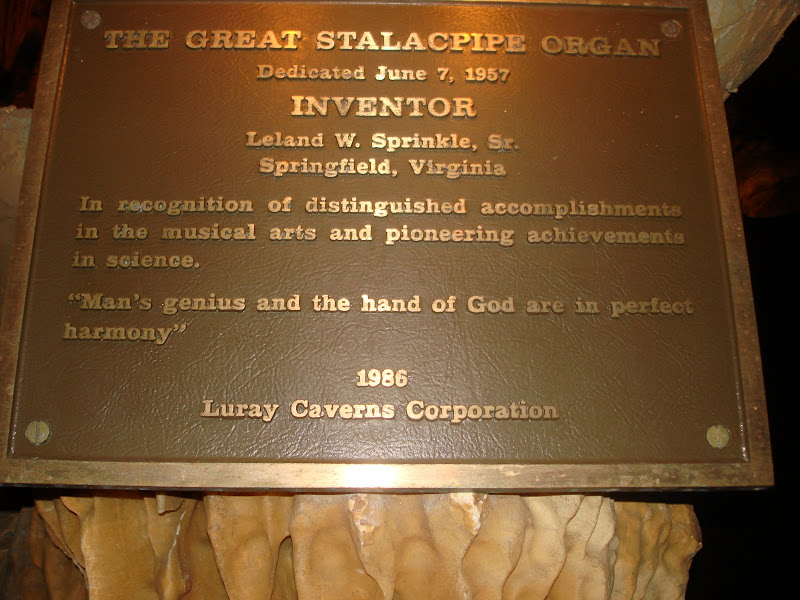 THE GREAT STALACPIPE ORGAN
Dedicated June 7, 1957
INVENTOR
Leland W. Sprinkle, Sr.
Springfield, Virginia
In recognition of distinguished accomplishments
in the musical arts and pioneering achievements
in science.
“Man's genius and the hand of God are in perfect
harmony”
1986
Luray Caverns Corporation